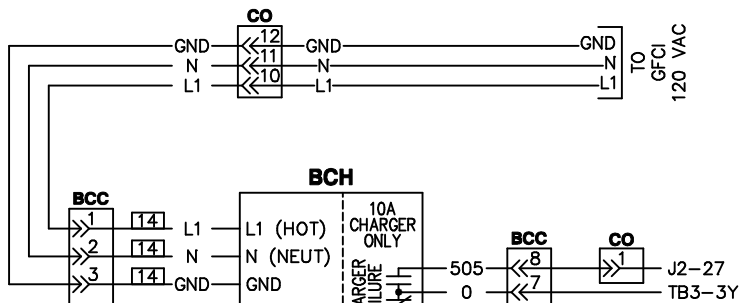 CO
GND 12 GND GND
N 11 N N
L1 10 L1 L1
TO
GFCI
120 VAC
BCH
BCC
1 14 L1 L1 (HOT)
2 14 N N (NEUT)
3 14 GND GND
10A
CHARGER
ONLY
BCC
CO
505 8 1 J2-27
0 7 TB3-3Y